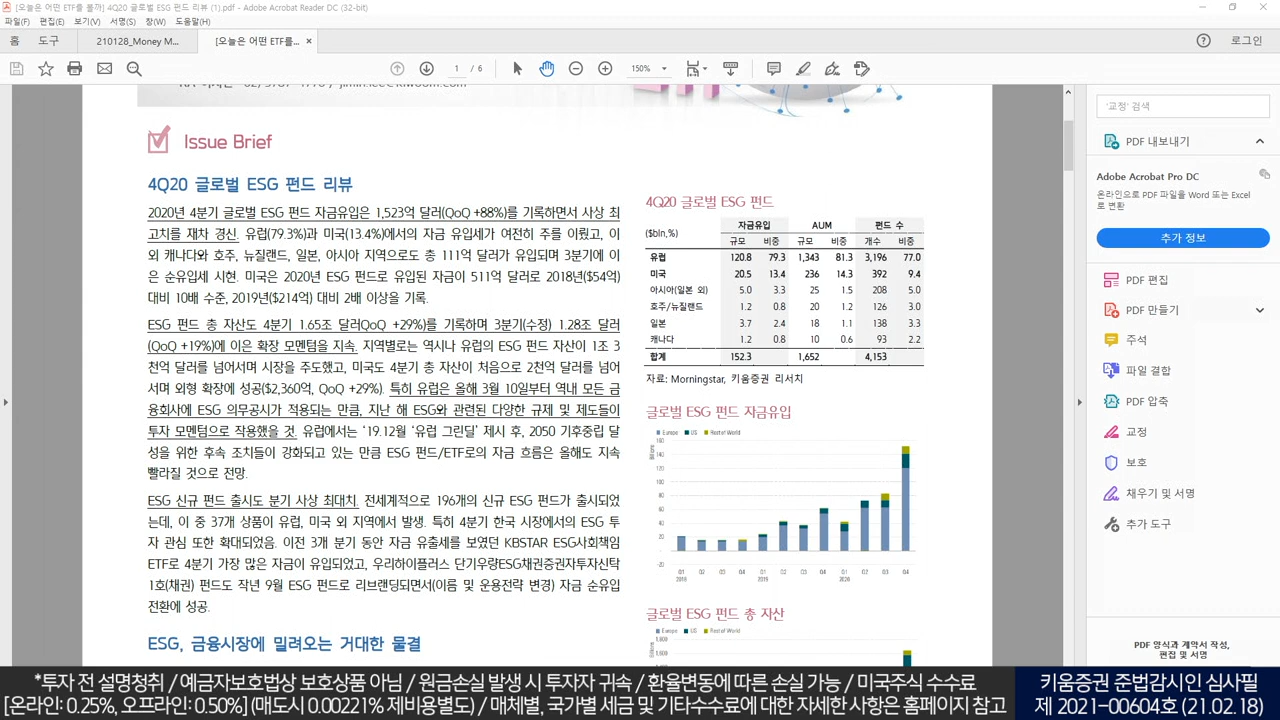 [오늘은 어떤 ETF를 볼까] 4Q20 글로벌 ESG 펀드 리뷰 (1).pdf - Adobe Acrobat Reader DC (32-bit)
파일(F) 편집(E) 보기(V) 서명(S) 창(W) 도움말(H)
홈 도구 210128_Money M... [오늘은 어떤 ETF를... × 로그인
1 / 6 150%
Issue Brief
4Q20 글로벌 ESG 펀드 리뷰
2020년 4분기 글로벌 ESG 펀드 자금유입은 1,523억 달러(QoQ +88%)를 기록하면서 사상 최
고치를 재차 경신. 유럽(79.3%)과 미국(13.4%)에서의 자금 유입세가 여전히 주를 이뤘고, 이
외 캐나다와 호주, 뉴질랜드, 일본, 아시아 지역으로도 총 111억 달러가 유입되며 3분기에 이
은 순유입세 시현. 미국은 2020년 ESG 펀드로 유입된 자금이 511억 달러로 2018년($54억)
대비 10배 수준, 2019년($214억) 대비 2배 이상을 기록.
ESG 펀드 총 자산도 4분기 1.65조 달러QoQ +29%)를 기록하며 3분기(수정) 1.28조 달러
(QoQ +19%)에 이은 확장 모멘텀을 지속. 지역별로는 역시나 유럽의 ESG 펀드 자산이 1조 3
천억 달러를 넘어서며 시장을 주도했고, 미국도 4분기 총 자산이 처음으로 2천억 달러를 넘어
서며 외형 확장에 성공($2,360억, QoQ +29%). 특히 유럽은 올해 3월 10일부터 역내 모든 금
융회사에 ESG 의무공시가 적용되는 만큼, 지난 해 ESG와 관련된 다양한 규제 및 제도들이
투자 모멘텀으로 작용했을 것. 유럽에서는 '19.12월 '유럽 그린딜' 제시 후, 2050 기후중립 달
성을 위한 후속 조치들이 강화되고 있는 만큼 ESG 펀드/ETF로의 자금 흐름은 올해도 지속
빨라질 것으로 전망.
ESG 신규 펀드 출시도 분기 사상 최대치. 전세계적으로 196개의 신규 ESG 펀드가 출시되었
는데, 이 중 37개 상품이 유럽, 미국 외 지역에서 발생. 특히 4분기 한국 시장에서의 ESG 투
자 관심 또한 확대되었음. 이전 3개 분기 동안 자금 유출세를 보였던 KBSTAR ESG사회책임
ETF로 4분기 가장 많은 자금이 유입되었고, 우리하이플러스 단기우량ESG채권증권자투자신탁
1호(채권) 펀드도 작년 9월 ESG 펀드로 리브랜딩되면서(이름 및 운용전략 변경) 자금 순유입
전환에 성공.
ESG, 금융시장에 밀려오는 거대한 물결
4Q20 글로벌 ESG 펀드
($bln,%) 자금유입 AUM 펀드 수
규모 비중 규모 비중 개수 비중
유럽 120.8 79.3 1,343 81.3 3,196 77.0
미국 20.5 13.4 236 14.3 392 9.4
아시아(일본 외) 5.0 3.3 25 1.5 208 5.0
호주/뉴질랜드 1.2 0.8 20 1.2 126 3.0
일본 3.7 2.4 18 1.1 138 3.3
캐나다 1.2 0.8 10 0.6 93 2.2
합계 152.3 1,652 4,153
자료: Morningstar, 키움증권 리서치
글로벌 ESG 펀드 자금유입
Europe US Rest of World
160
140
120
100
80
60
40
20
-20
Q1 Q2 Q3 Q4 Q1 Q2 Q3 Q4 Q1 Q2 Q3 Q4
2018 2019 2020
글로벌 ESG 펀드 총 자산
Europe US Rest of World
'교정' 검색
PDF 내보내기
Adobe Acrobat Pro DC
온라인으로 PDF 파일을 Word 또는 Excel
로 변환
추가 정보
PDF 편집
PDF 만들기
주석
파일 결합
PDF 압축
교정
보호
채우기 및 서명
추가 도구
PDF 양식과 계약서 작성,
편집 및 서명
*투자 전 설명청취 / 예금자보호법상 보호상품 아님 / 원금손실 발생 시 투자자 귀속 / 환율변동에 따른 손실 가능 / 미국주식 수수료
[온라인: 0.25%, 오프라인: 0.50%] (매도시 0.00221% 제비용별도) / 매체별, 국가별 세금 및 기타수수료에 대한 자세한 사항은 홈페이지 참고
키움증권 준법감시인 심사필
제 2021-00604호 (21.02.18)